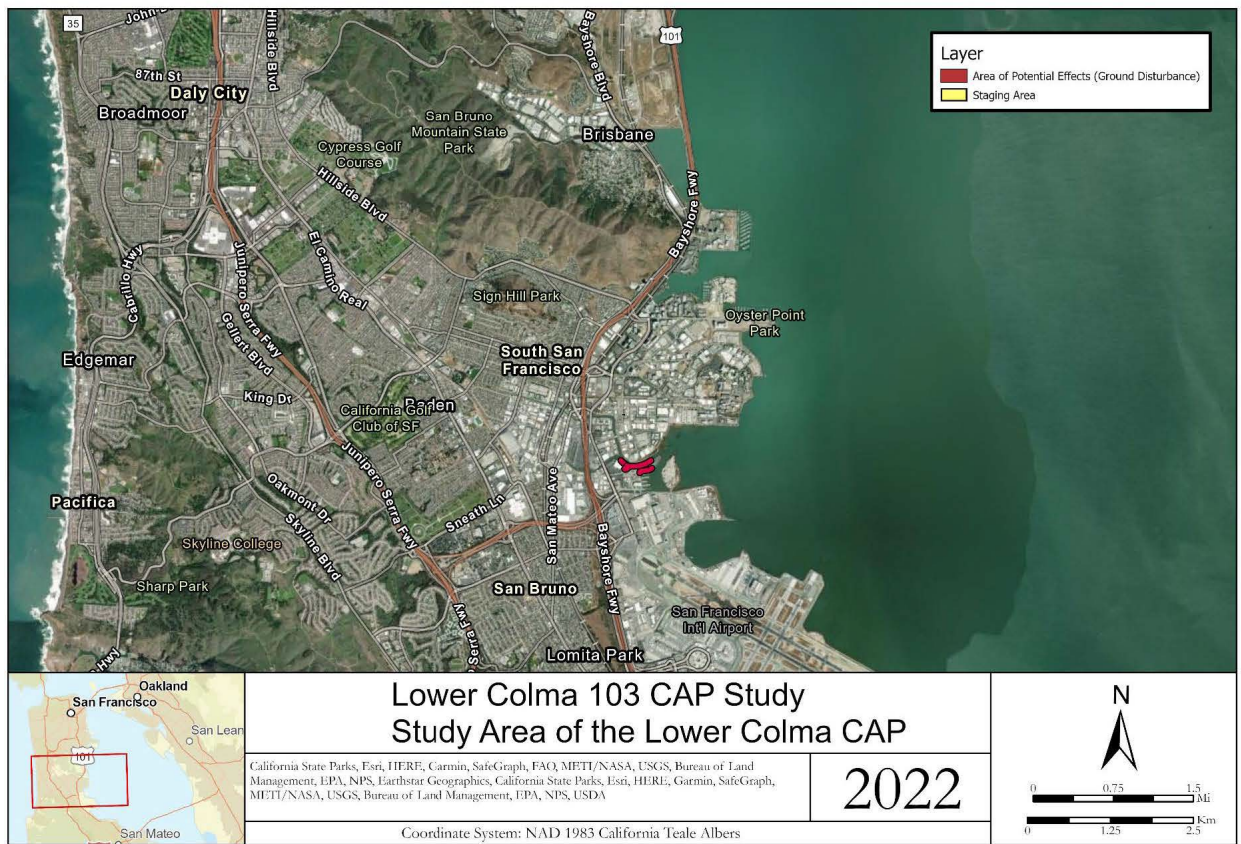 35
John D
Hillside Blvd
Bayshore Blvd
101
87th St
Daly City
Broadmoor
San Bruno
Mountain State
Park
Brisbane
Cypress Golf
Course
Hillside Blvd
Bayshore Fwy
El Camino Real
Cabrillo Hwy
Junipero Serra Fwy
Gellert Blvd
Sign Hill Park
Oyster Point
Park
South San
Francisco
Edgemar
King Dr
Baden
California Golf
Club of SF
Junipero Serra Fwy
Oakmont Dr
Skyline Blvd
Sneath Ln
San Mateo Ave
Bayshore Fwy
Pacifica
Skyline College
Sharp Park
San Bruno
San Francisco
Int'l Airport
Serra Fwy
Lomita Park
Hwy
Layer
Area of Potential Effects (Ground Disturbance)
Staging Area
Oakland
San Francisco
San Lean
101
San Mateo
Lower Colma 103 CAP Study
Study Area of the Lower Colma CAP
California State Parks, Esri, HERE, Garmin, SafeGraph, FAO, METI/NASA, USGS, Bureau of Land
Management, EPA, NPS, Earthstar Geographics, California State Parks, Esri, HERE, Garmin, SafeGraph,
METI/NASA, USGS, Bureau of Land Management, EPA, NPS, USDA
2022
Coordinate System: NAD 1983 California Teale Albers
N
0 0.75 1.5
Mi
Km
0 1.25 2.5